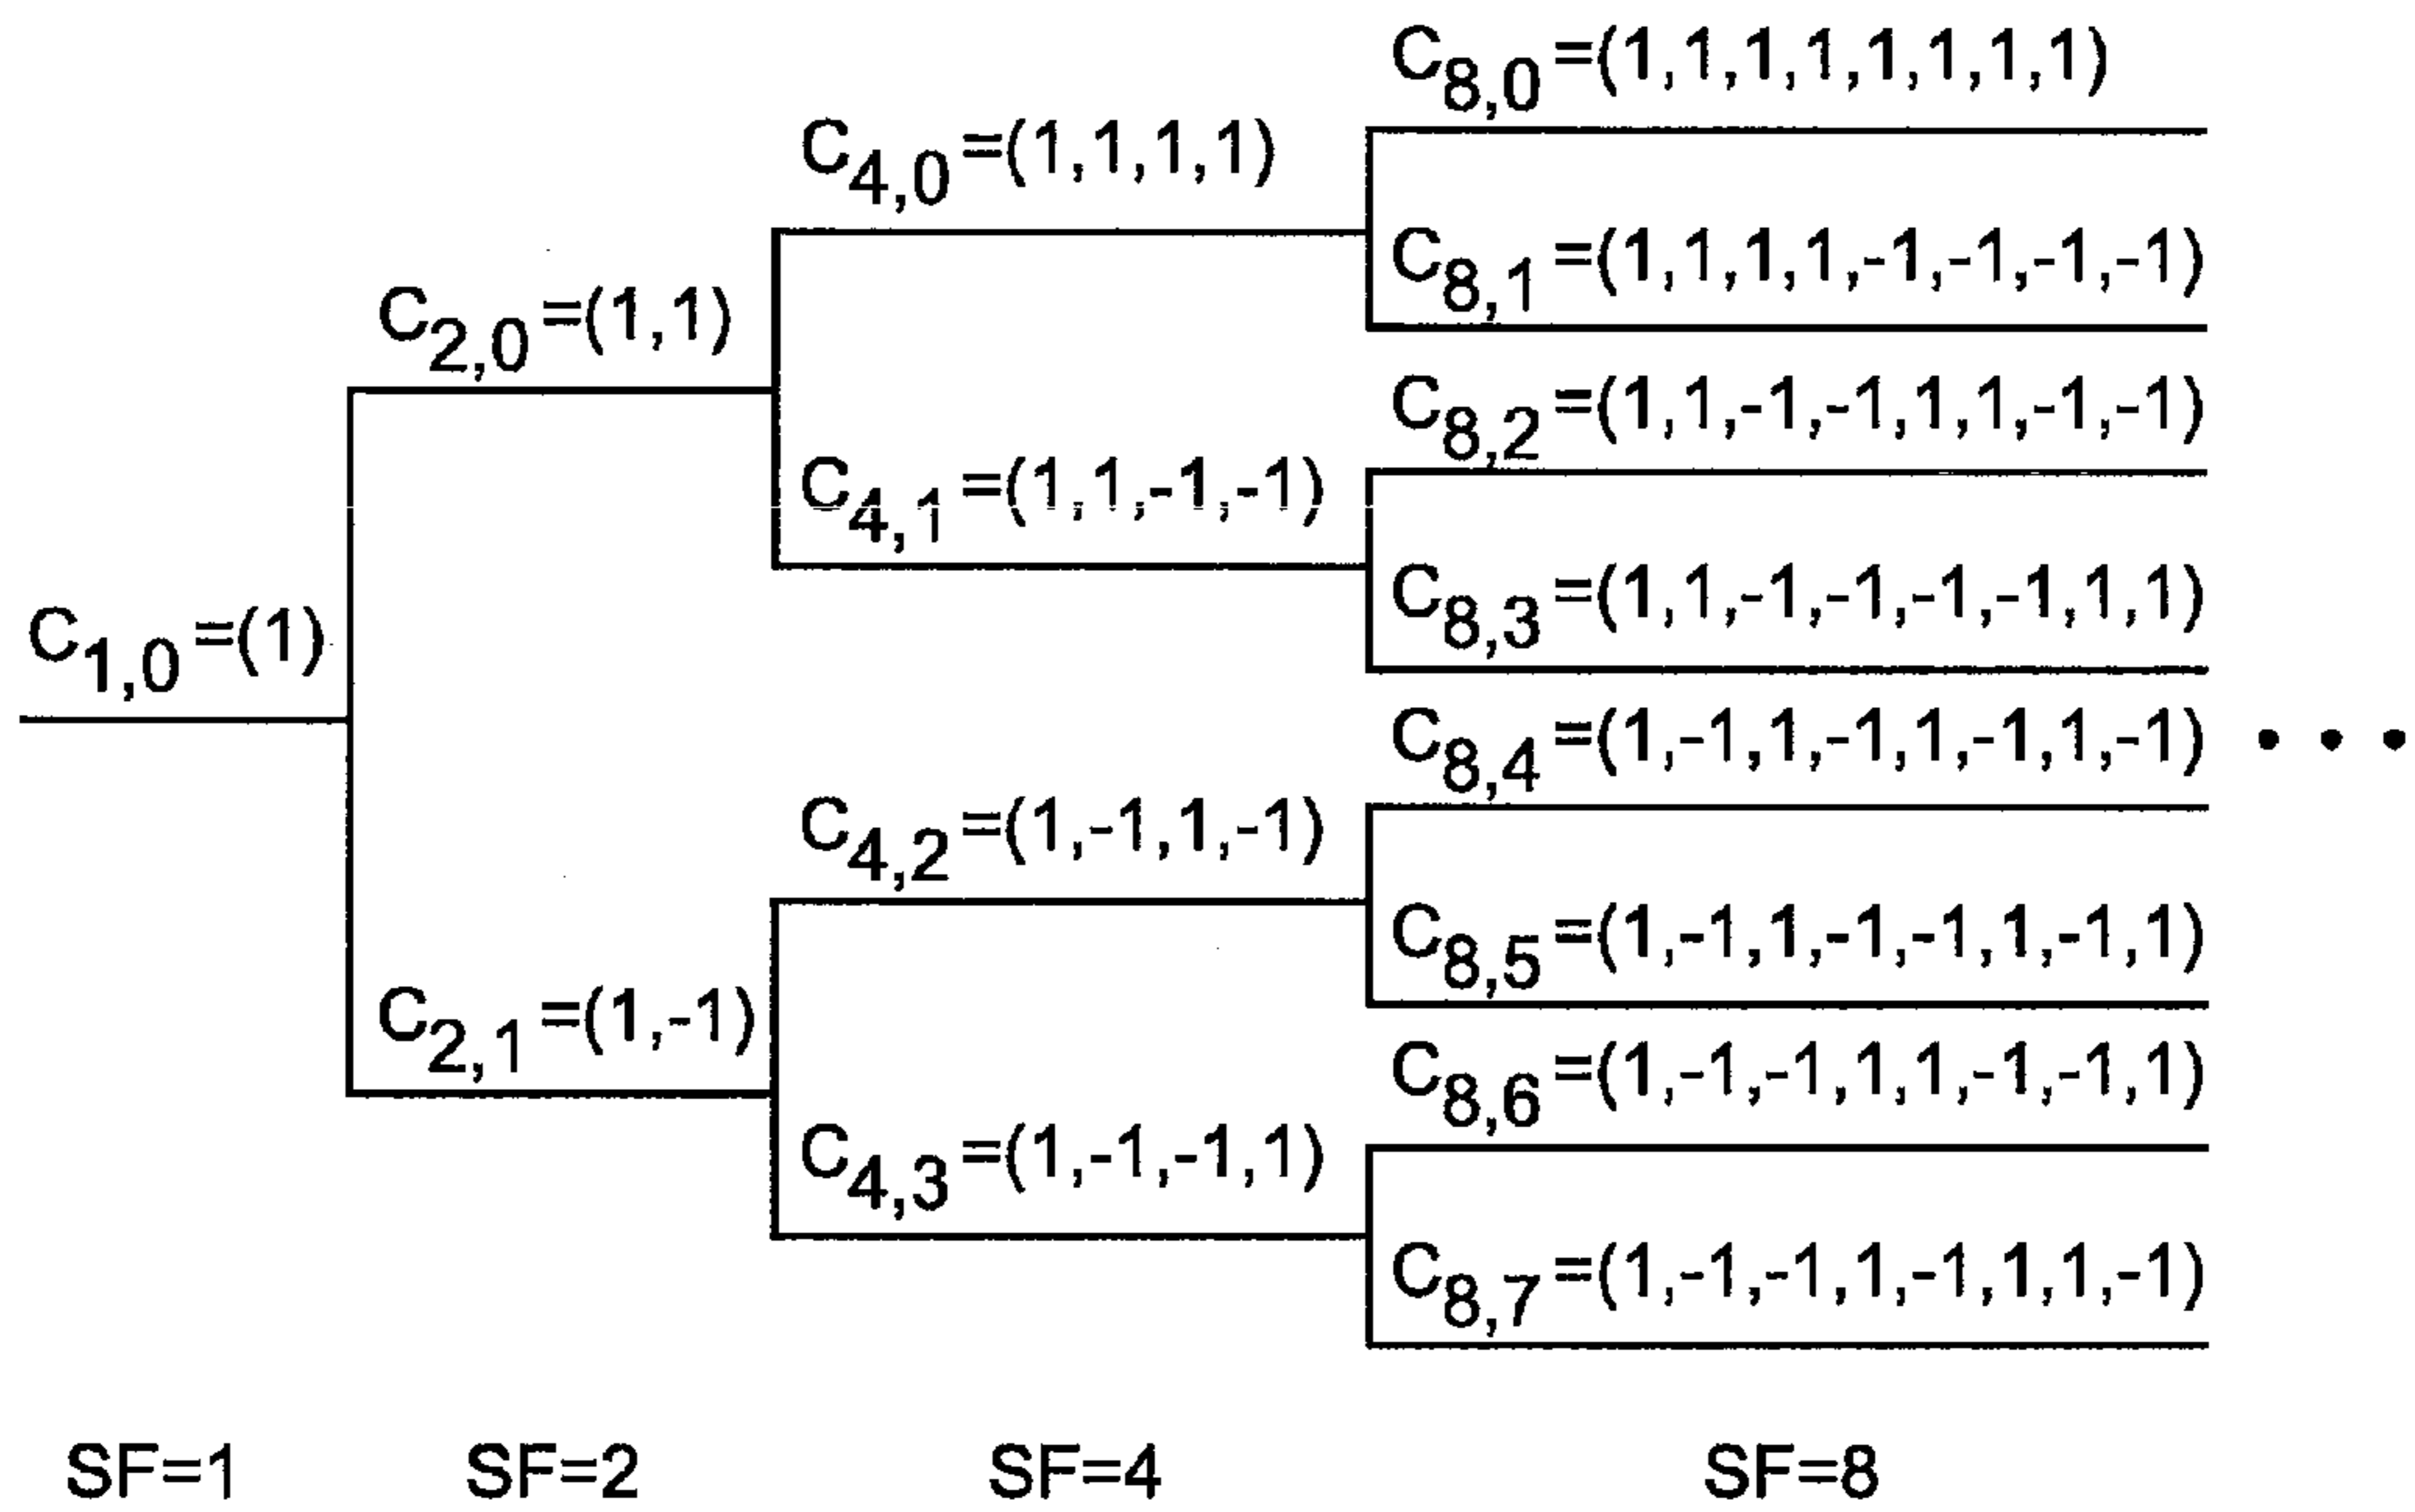 C1,0=(1)
C2,0=(1,1)
C2,1=(1,-1)
C4,0=(1,1,1,1)
C4,1=(1,1,-1,-1)
C4,2=(1,-1,1,-1)
C4,3=(1,-1,-1,1)
C8,0=(1,1,1,1,1,1,1,1)
C8,1=(1,1,1,1,-1,-1,-1,-1)
C8,2=(1,1,-1,-1,1,1,-1,-1)
C8,3=(1,1,-1,-1,-1,-1,1,1)
C8,4=(1,-1,1,-1,1,-1,1,-1)
C8,5=(1,-1,1,-1,-1,1,-1,1)
C8,6=(1,-1,-1,1,1,-1,-1,1)
C8,7=(1,-1,-1,1,-1,1,1,-1)
• • •
SF=1
SF=2
SF=4
SF=8